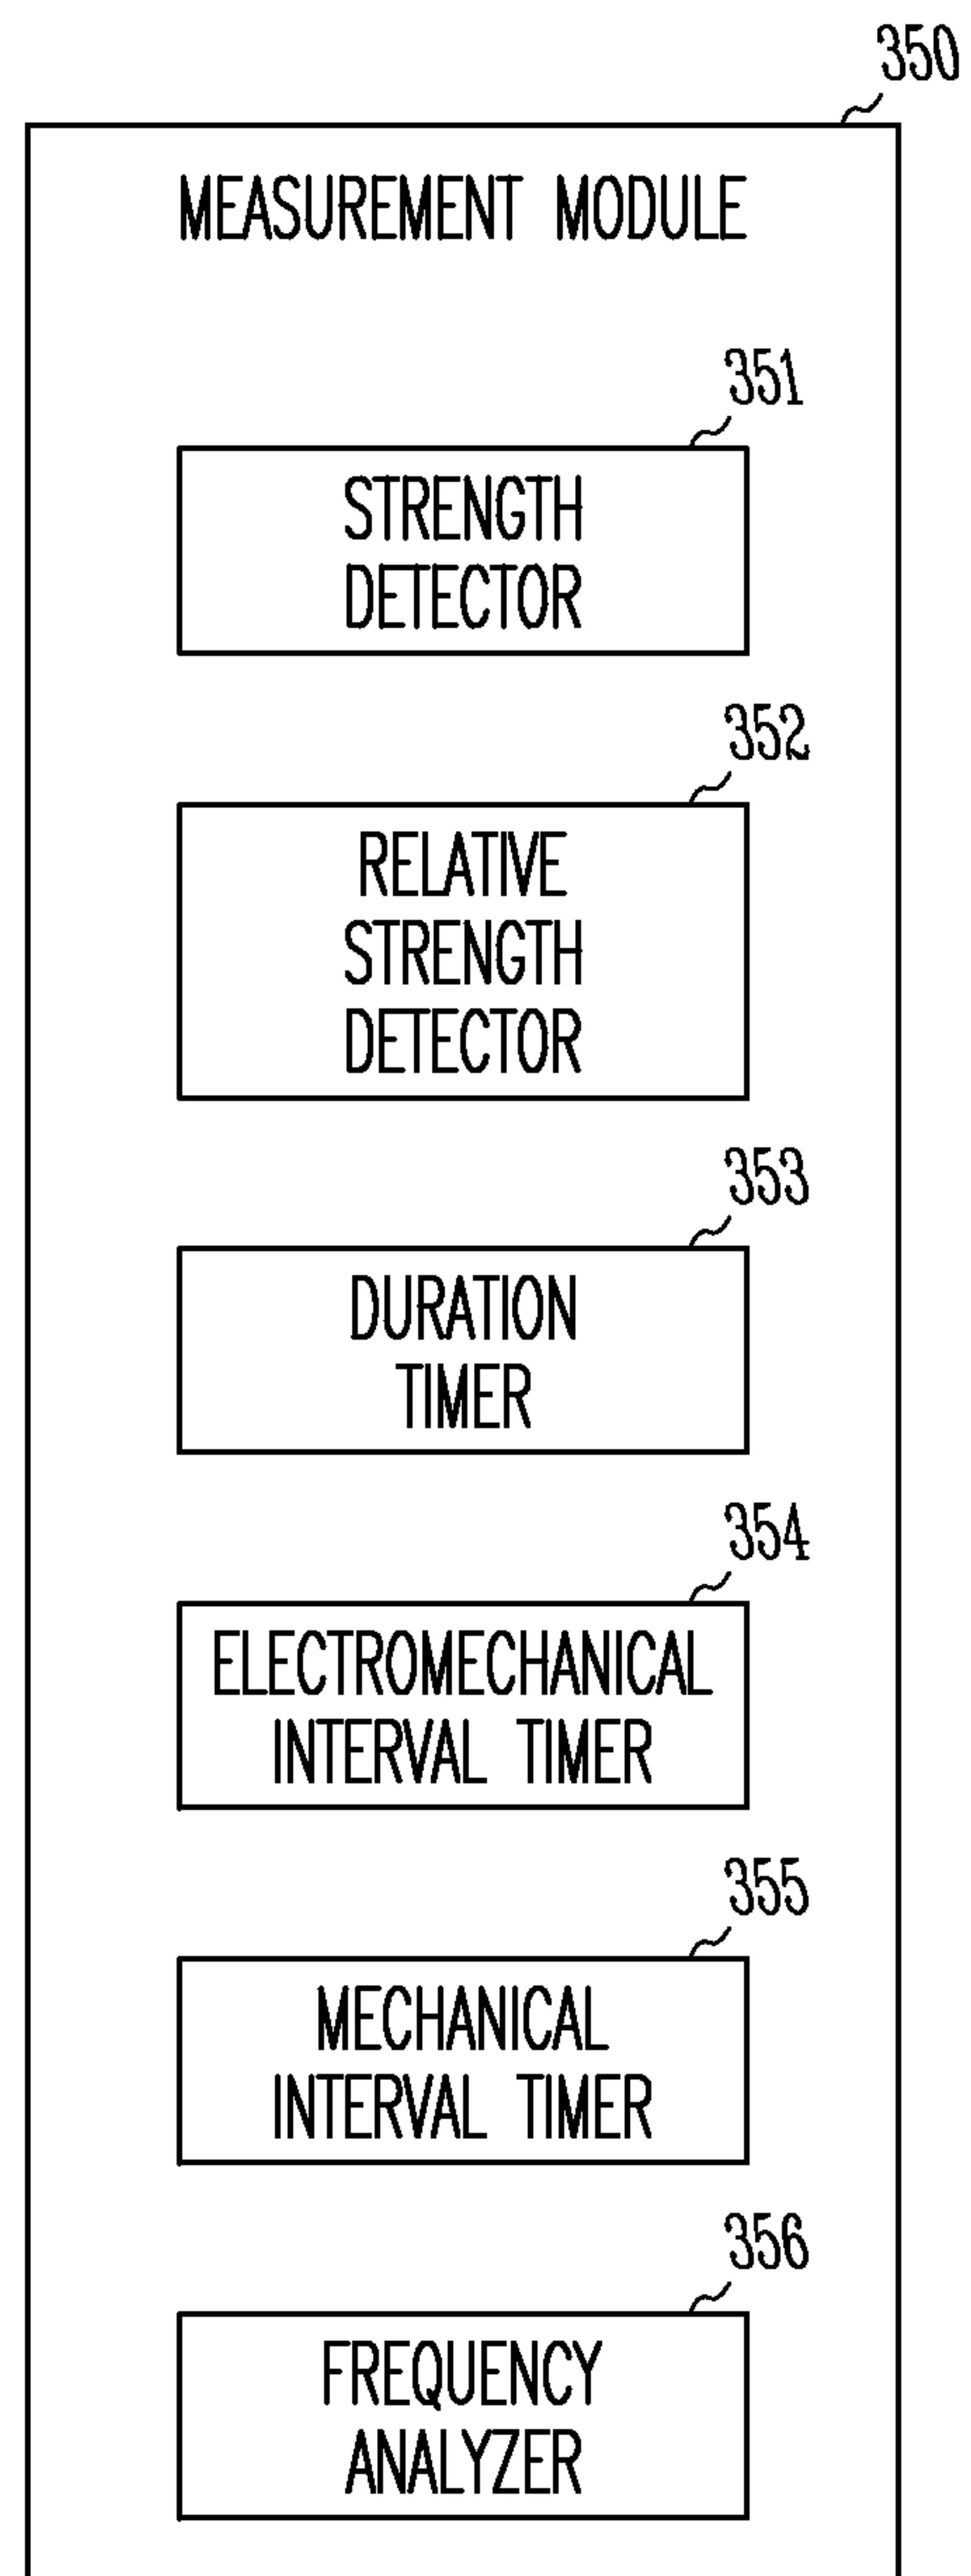 350
MEASUREMENT MODULE
351
STRENGTH
DETECTOR
352
RELATIVE
STRENGTH
DETECTOR
353
DURATION
TIMER
354
ELECTROMECHANICAL
INTERVAL TIMER
355
MECHANICAL
INTERVAL TIMER
356
FREQUENCY
ANALYZER